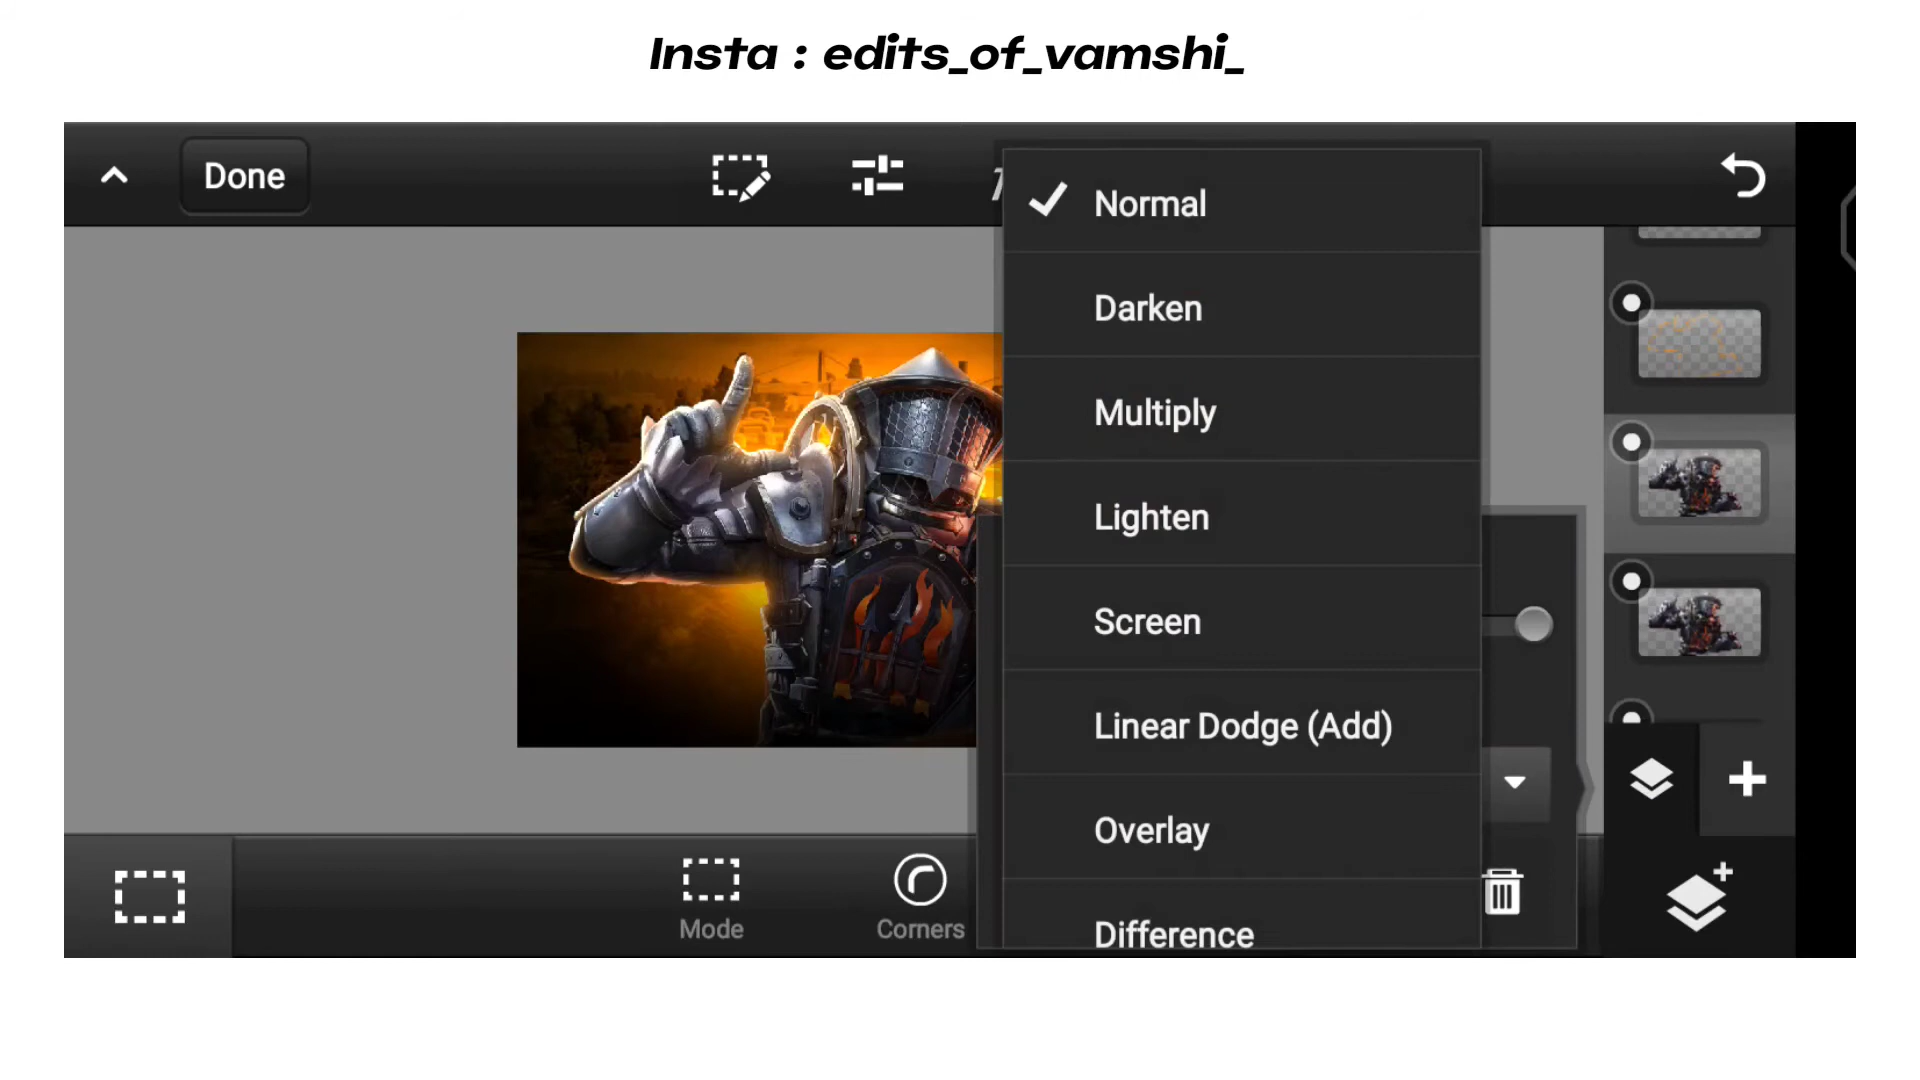 Insta : edits_of_vamshi_
Done
Normal
Darken
Multiply
Lighten
Screen
Linear Dodge (Add)
Overlay
Difference
Mode
Corners